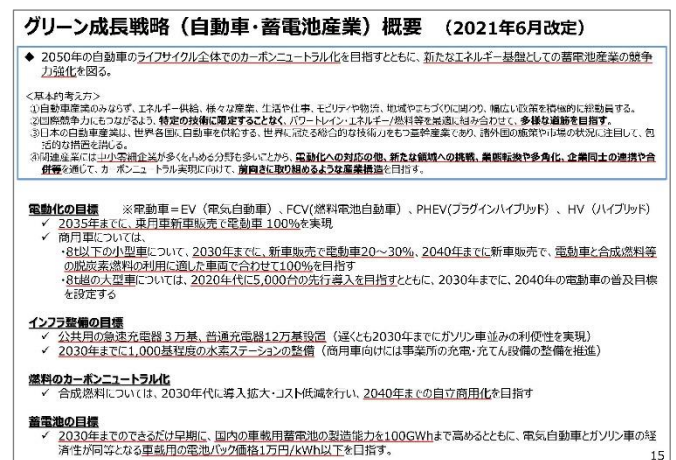 グリーン成長戦略（自動車・蓄電池産業）概要　（2021年6月改定）
◆ 2050年の自動車のライフサイクル全体でのカーボンニュートラル化を目指すとともに、新たなエネルギー基盤としての蓄電池産業の競争
力強化を図る。
＜基本的考え方＞
①自動車産業のみならず、エネルギー供給、様々な産業、生活や仕事、モビリティや物流、地域やまちづくりに関わり、幅広い政策を積極的に総動員する。
②国際競争力にもつながるよう、特定の技術に限定することなく、パワートレイン・エネルギー/燃料等を最適に組み合わせて、多様な道筋を目指す。
③日本の自動車産業は、世界各国に自動車を供給する、世界に冠たる総合的な技術力をもつ基幹産業であり、諸外国の施策や市場の状況に注目して、包
括的な措置を講じる。
④関連産業には中小零細企業が多くを占める分野も多いことから、電動化への対応の他、新たな領域への挑戦、業態転換や多角化、企業同士の連携や合
併等を通じて、カーボンニュートラル実現に向けて、前向きに取り組めるような産業構造を目指す。
電動化の目標　※電動車＝EV（電気自動車）、FCV(燃料電池自動車）、PHEV(プラグインハイブリッド）、HV（ハイブリッド）
✓ 2035年までに、乗用車新車販売で電動車 100％を実現
✓ 商用車については、
・8t以下の小型車について、2030年までに、新車販売で電動車20～30％、2040年までに新車販売で、電動車と合成燃料等
の脱炭素燃料の利用に適した車両で合わせて100％を目指す
・8t超の大型車については、2020年代に5,000台の先行導入を目指すとともに、2030年までに、2040年の電動車の普及目標
を設定する
インフラ整備の目標
✓ 公共用の急速充電器３万基、普通充電器12万基設置（遅くとも2030年までにガソリン車並みの利便性を実現）
✓ 2030年までに1,000基程度の水素ステーションの整備（商用車向けには事業所の充電・充てん設備の整備を推進）
燃料のカーボンニュートラル化
✓ 合成燃料については、2030年代に導入拡大・コスト低減を行い、2040年までの自立商用化を目指す
蓄電池の目標
✓ 2030年までのできるだけ早期に、国内の車載用蓄電池の製造能力を100GWhまで高めるとともに、電気自動車とガソリン車の経
済性が同等となる車載用の電池パック価格1万円/kWh以下を目指す。
15